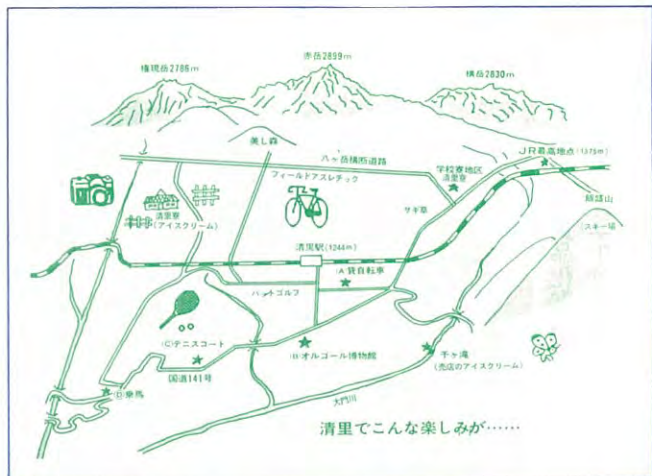 赤岳2899m
権現岳2786m
横岳2830m
美し森
JR最高地点(1375m)
八ヶ岳横断道路
学校寮地区
清里寮
フィールドアスレチック
飯盛山
清里寮
(アイスクリーム)
サギ草
スキー場
清里駅(1244m)
(A)貸自転車
パットゴルフ
(C)テニスコート
(B)オルゴール博物館
千ヶ滝
(売店のアイスクリーム)
国道141号
(D)乗馬
大門川
清里でこんな楽しみが……